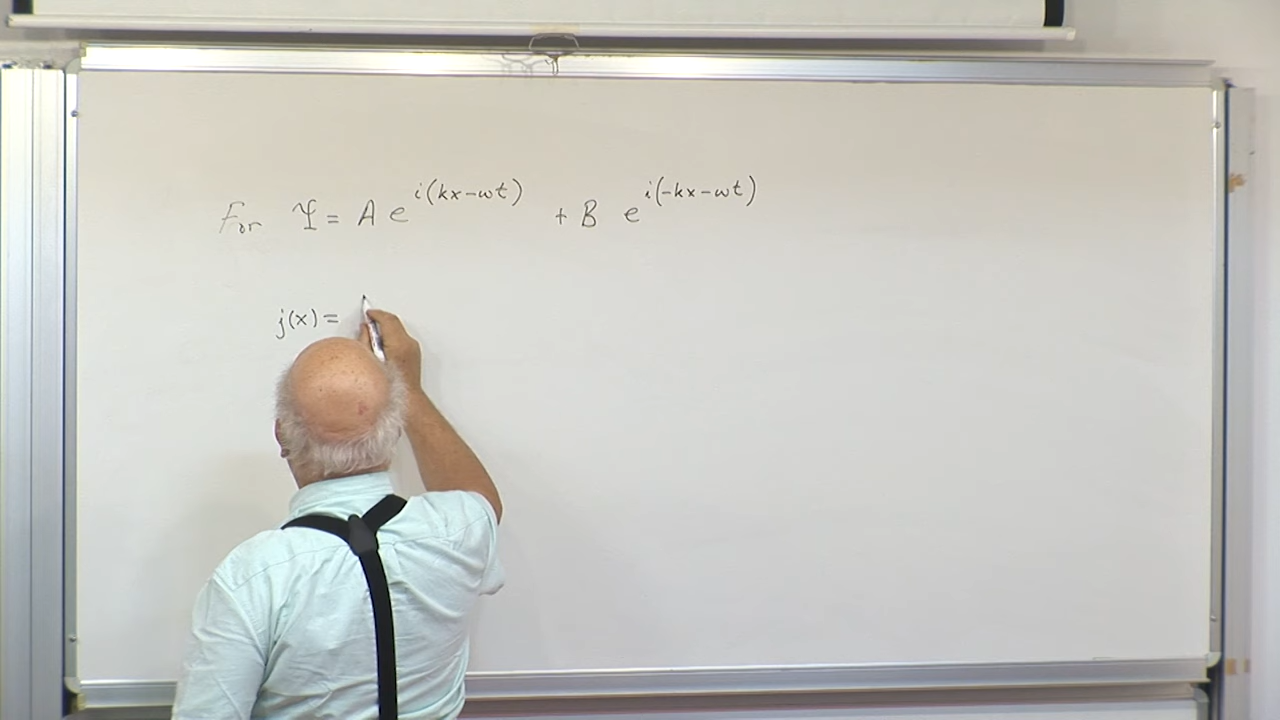 For Ψ = A e^{i(kx-ωt)} + B e^{i(-kx-ωt)}
j(x) =